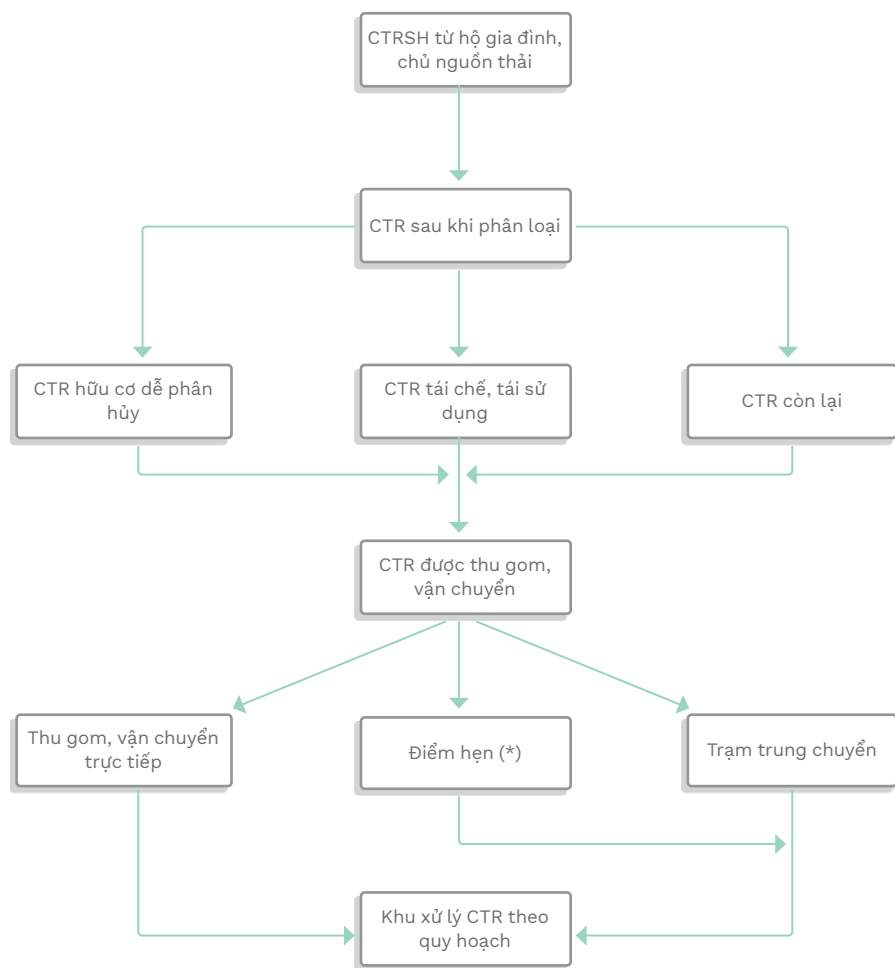 CTRSH từ hộ gia đình,
chủ nguồn thải
CTR sau khi phân loại
CTR hữu cơ dễ phân
hủy
CTR tái chế, tái sử
dụng
CTR còn lại
CTR được thu gom,
vận chuyển
Thu gom, vận chuyển
trực tiếp
Điểm hẹn (*)
Trạm trung chuyển
Khu xử lý CTR theo
quy hoạch